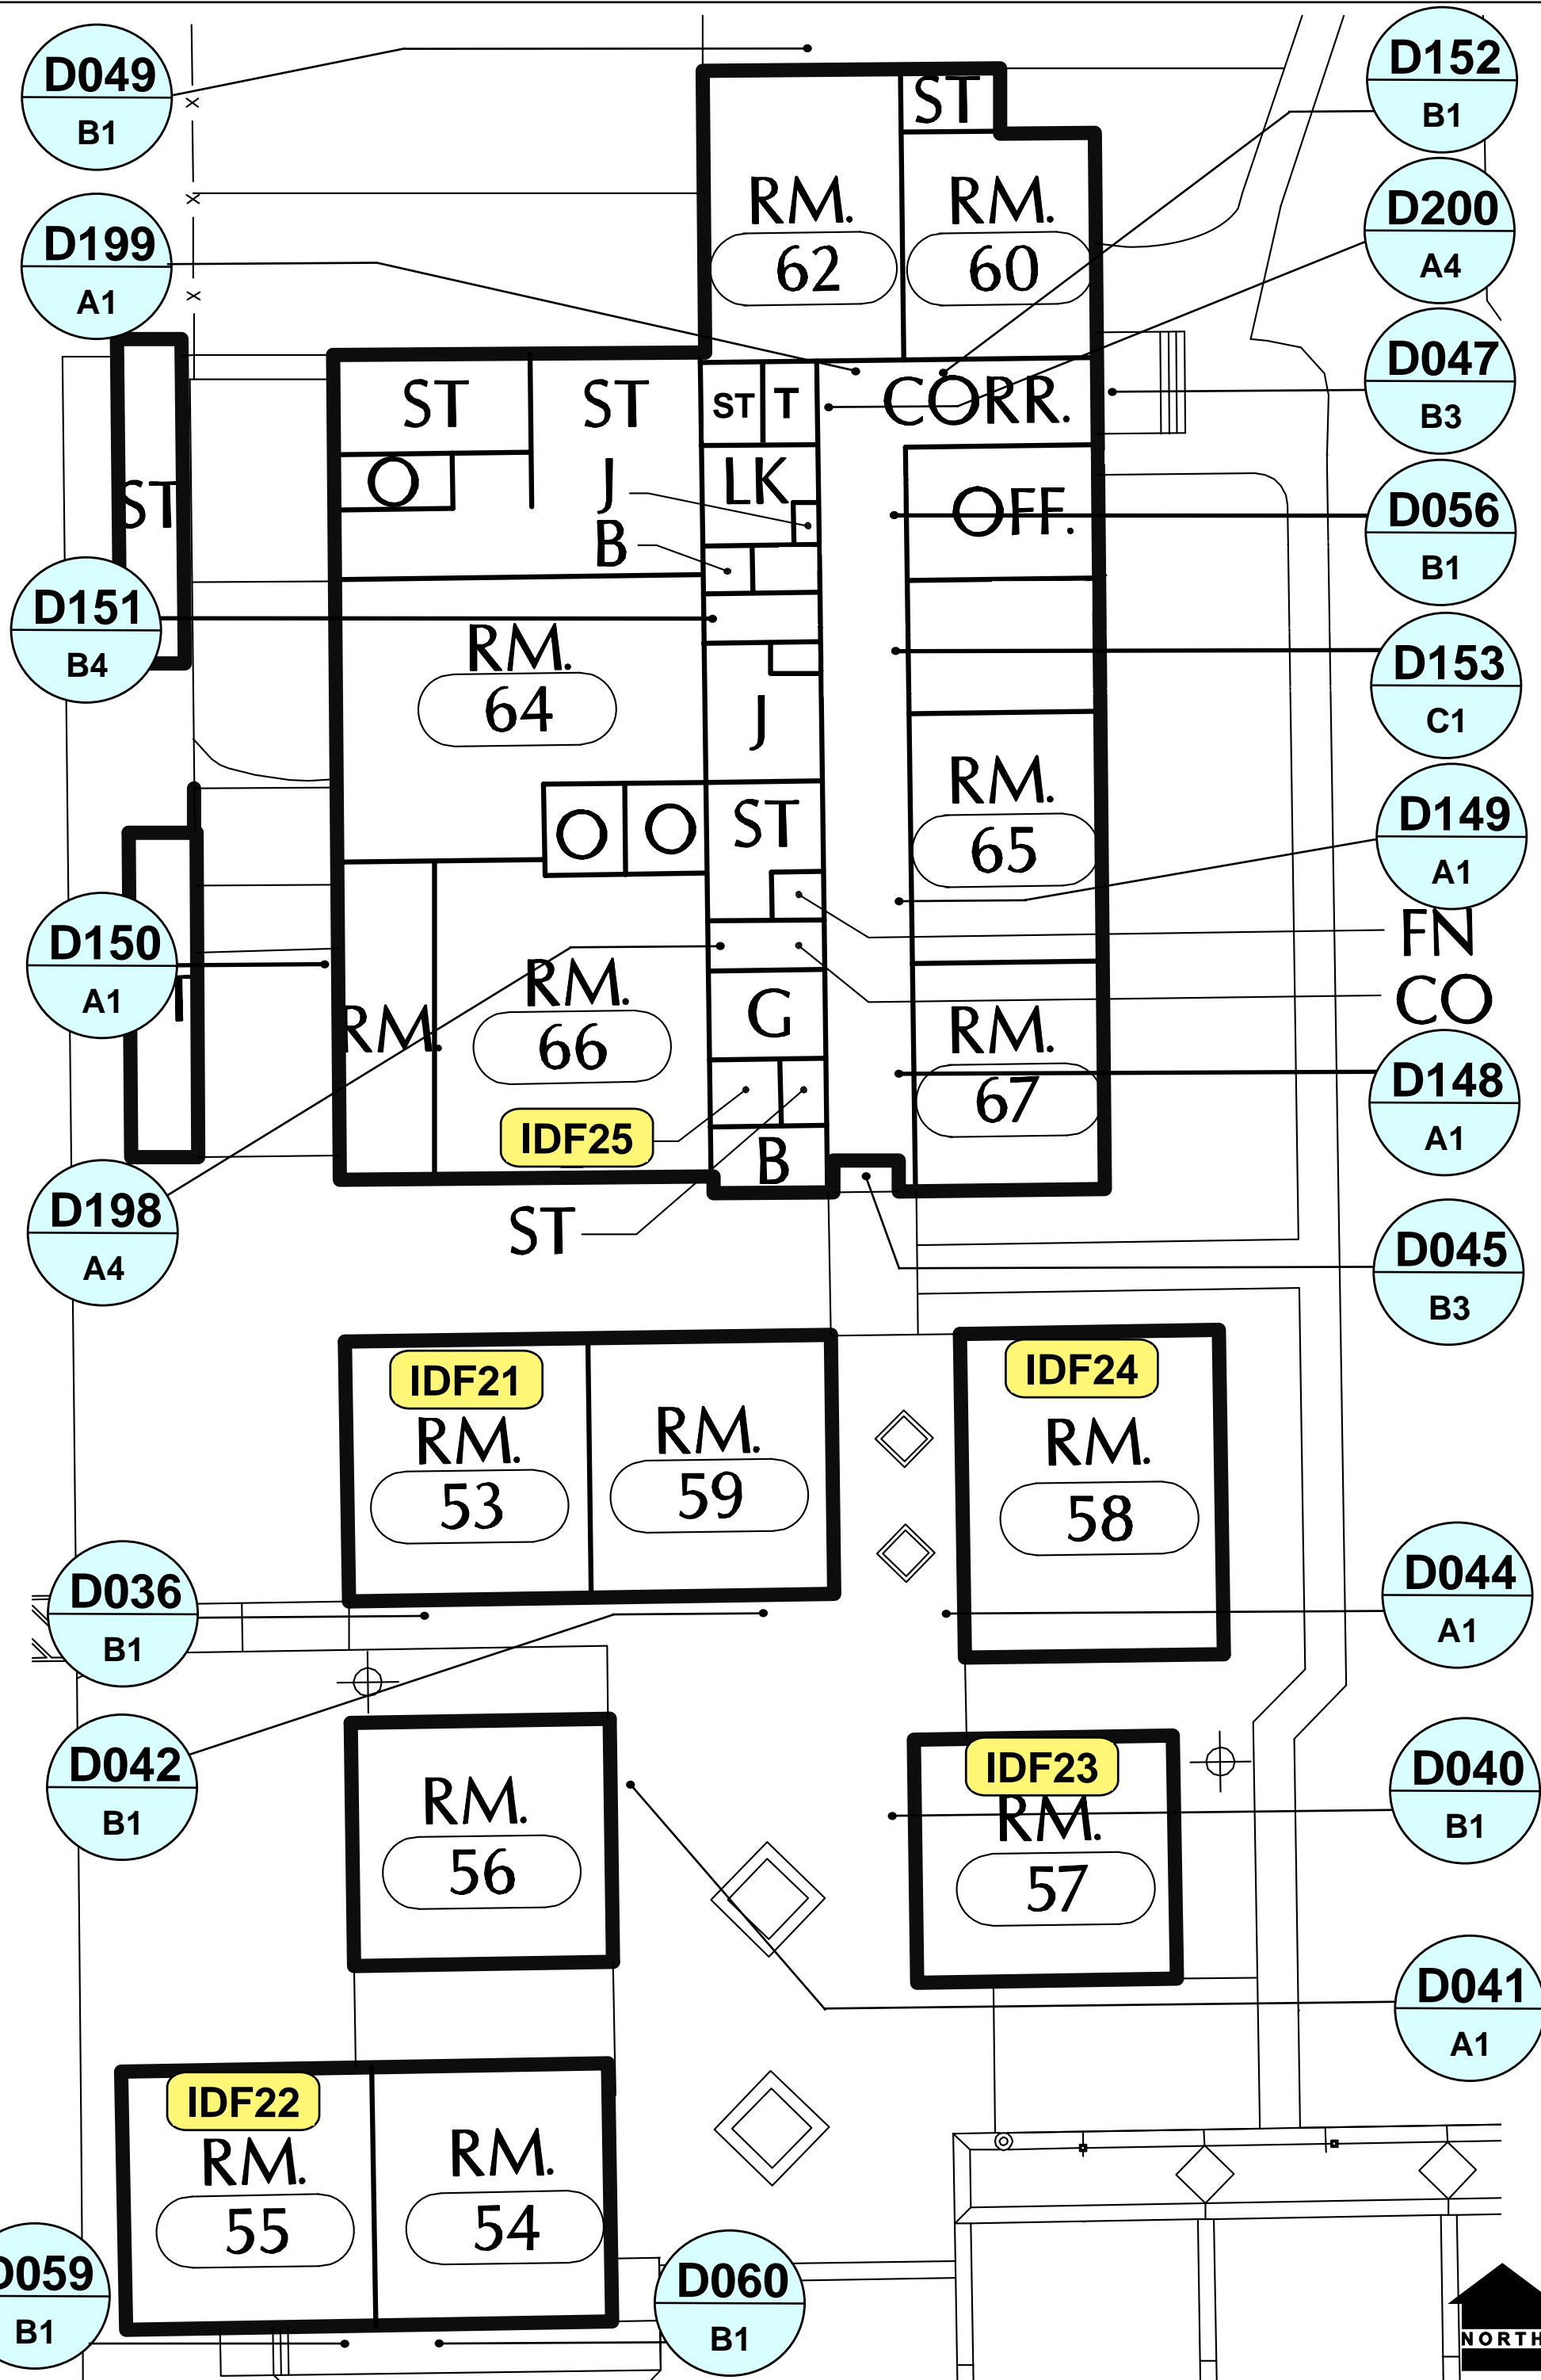 D049
B1
D152
B1
ST
RM.
62
RM.
60
D199
A1
D200
A4
D047
B3
ST
ST
ST
T
CORR.
ST
O
J
LK
B
OFF.
D056
B1
D151
B4
RM.
64
D153
C1
J
RM.
65
D149
A1
O
O
ST
FN
CO
D150
A1
RM.
RM.
66
G
RM.
67
D148
A1
IDF25
B
ST
D198
A4
D045
B3
IDF21
RM.
53
RM.
59
IDF24
RM.
58
D036
B1
D044
A1
D042
B1
RM.
56
IDF23
RM.
57
D040
B1
D041
A1
IDF22
RM.
55
RM.
54
D059
B1
D060
B1
NORTH